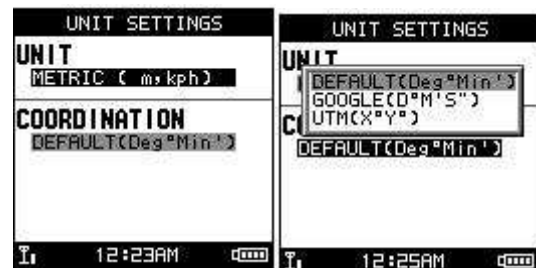 UNIT SETTINGS
UNIT
METRIC ( m,kph)
COORDINATION
DEFAULT(Deg°Min')
12:23AM
UNIT SETTINGS
UNIT
DEFAULT(Deg°Min')
GOOGLE(D°M'S")
UTM(X°Y°)
DEFAULT(Deg°Min')
12:25AM